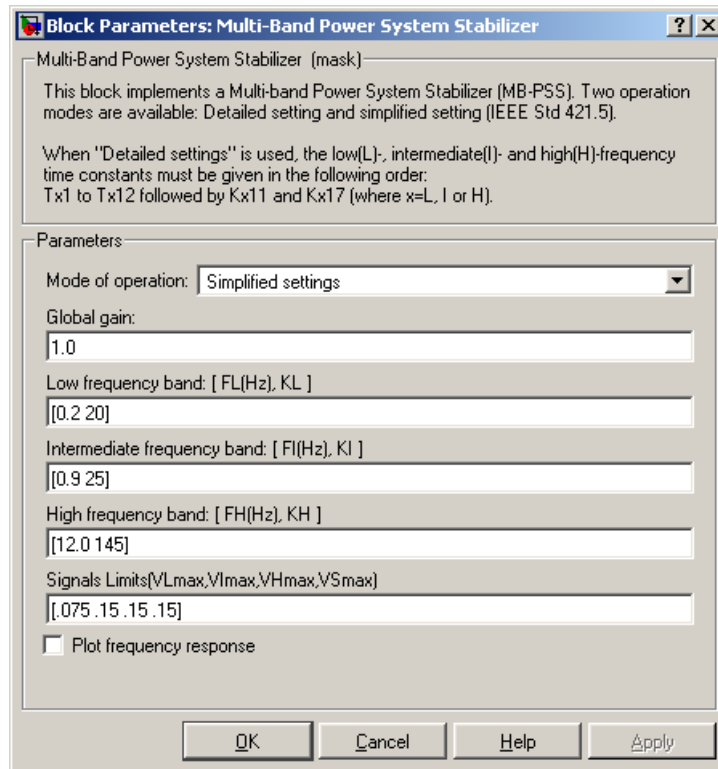 Block Parameters: Multi-Band Power System Stabilizer
Multi-Band Power System Stabilizer (mask)
This block implements a Multi-band Power System Stabilizer (MB-PSS). Two operation
modes are available: Detailed setting and simplified setting (IEEE Std 421.5).
When "Detailed settings" is used, the low(L)-, intermediate(I)- and high(H)-frequency
time constants must be given in the following order:
Tx1 to Tx12 followed by Kx11 and Kx17 (where x=L, I or H).
Parameters
Mode of operation: Simplified settings
Global gain:
1.0
Low frequency band: [ FL(Hz), KL ]
[0.2 20]
Intermediate frequency band: [ FI(Hz), KI ]
[0.9 25]
High frequency band: [ FH(Hz), KH ]
[12.0 145]
Signals Limits(VLmax,VImax,VHmax,VSmax)
[.075 .15 .15 .15]
Plot frequency response
OK Cancel Help Apply